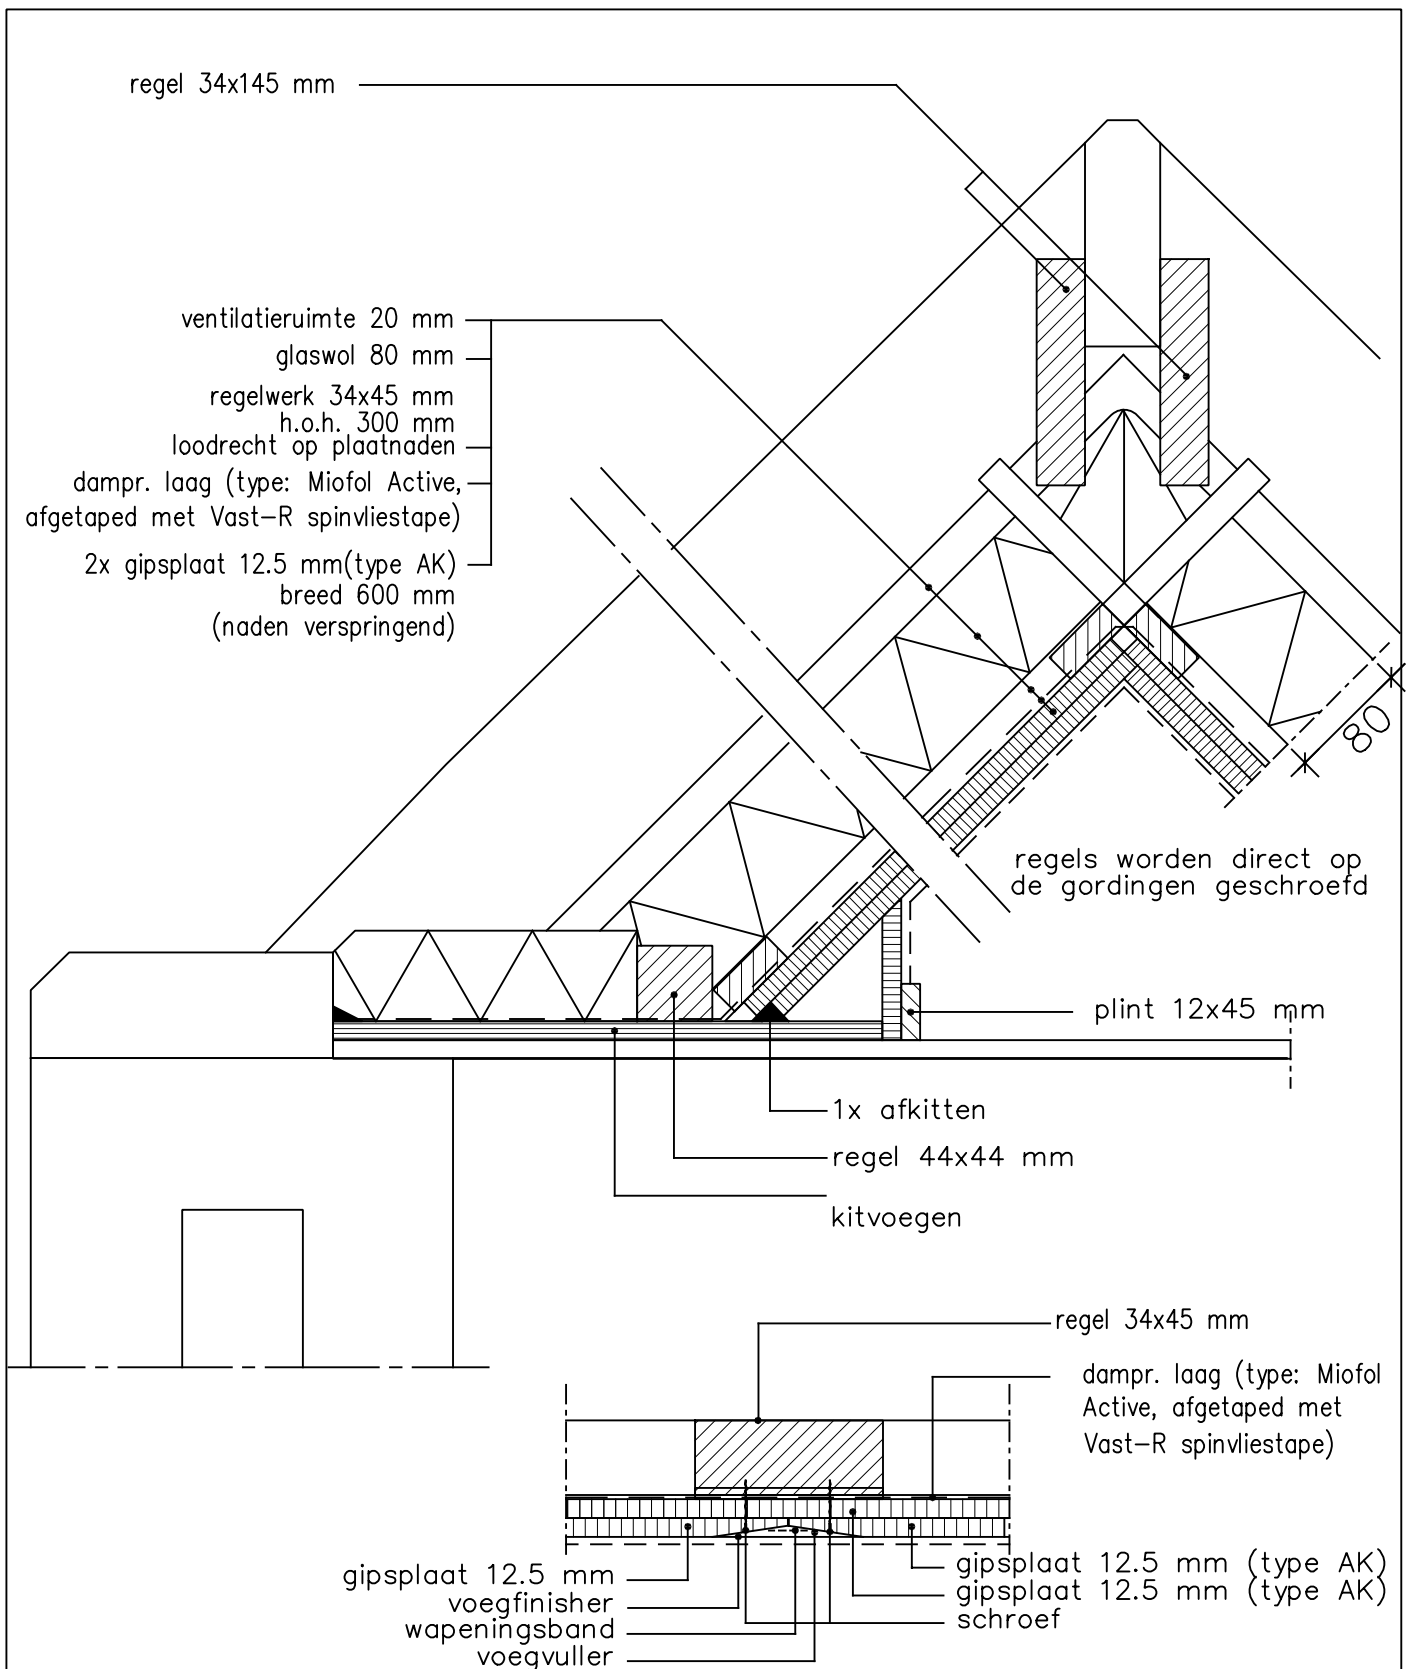 regel 34x145 mm
ventilatieruimte 20 mm
glaswol 80 mm
regelwerk 34x45 mm
h.o.h. 300 mm
loodrecht op plaatnaden
dampr. laag (type: Miofol Active,
afgetaped met Vast-R spinvliestape)
2x gipsplaat 12.5 mm(type AK)
breed 600 mm
(naden verspringend)
80
regels worden direct op
de gordingen geschroefd
plint 12x45 mm
1x afkitten
regel 44x44 mm
kitvoegen
regel 34x45 mm
dampr. laag (type: Miofol
Active, afgetaped met
Vast-R spinvliestape)
gipsplaat 12.5 mm
voegfinisher
wapeningsband
voegvuller
gipsplaat 12.5 mm (type AK)
gipsplaat 12.5 mm (type AK)
schroef